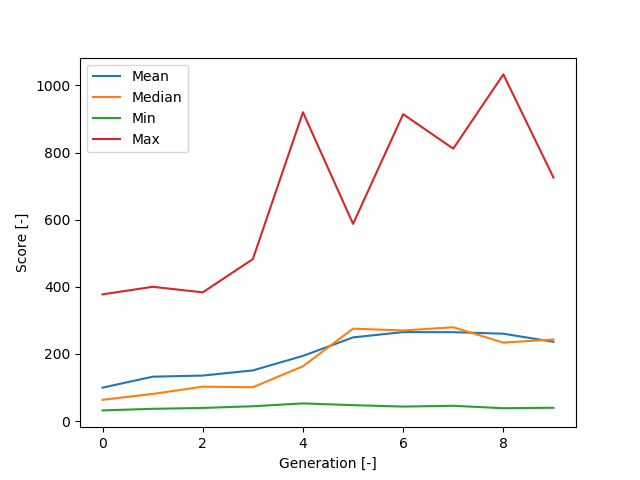 Mean
Median
Min
Max
1000
800
600
400
200
0
Score [-]
0 2 4 6 8
Generation [-]